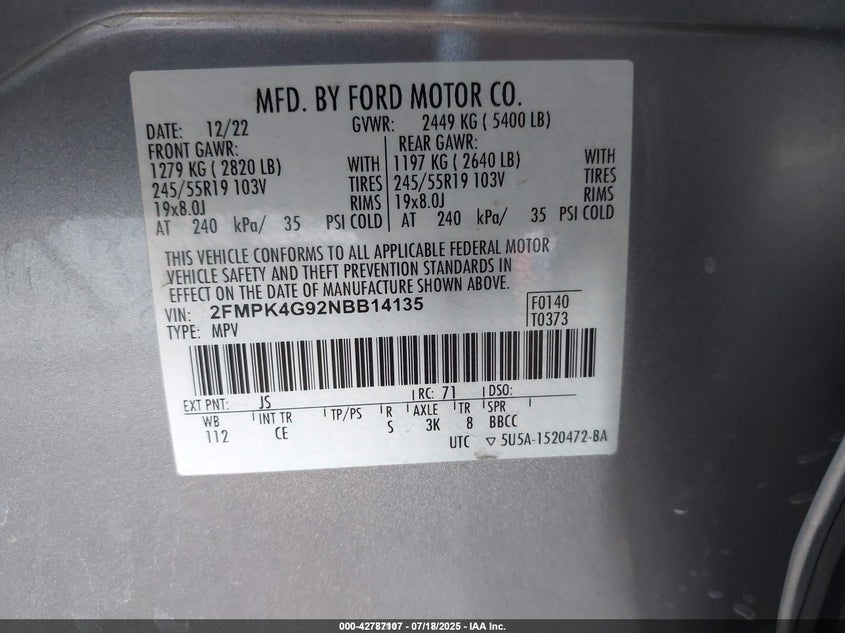 MFD. BY FORD MOTOR CO.
DATE: 12/22 GVWR: 2449 KG ( 5400 LB)
FRONT GAWR: REAR GAWR:
1279 KG ( 2820 LB) WITH 1197 KG ( 2640 LB) WITH
245/55R19 103V TIRES 245/55R19 103V TIRES
19x8.0J RIMS 19x8.0J RIMS
AT 240 kPa/ 35 PSI COLD AT 240 kPa/ 35 PSI COLD
THIS VEHICLE CONFORMS TO ALL APPLICABLE FEDERAL MOTOR
VEHICLE SAFETY AND THEFT PREVENTION STANDARDS IN
EFFECT ON THE DATE OF MANUFACTURE SHOWN ABOVE.
VIN: 2FMPK4G92NBB14135 F0140
TYPE: MPV T0373
EXT PNT: JS RC: 71 DSO:
WB INT TR TP/PS R AXLE TR SPR
112 CE S 3K 8 BBCC
UTC ▽ 5U5A-1520472-BA
000-42787107 - 07/18/2025 - IAA Inc.